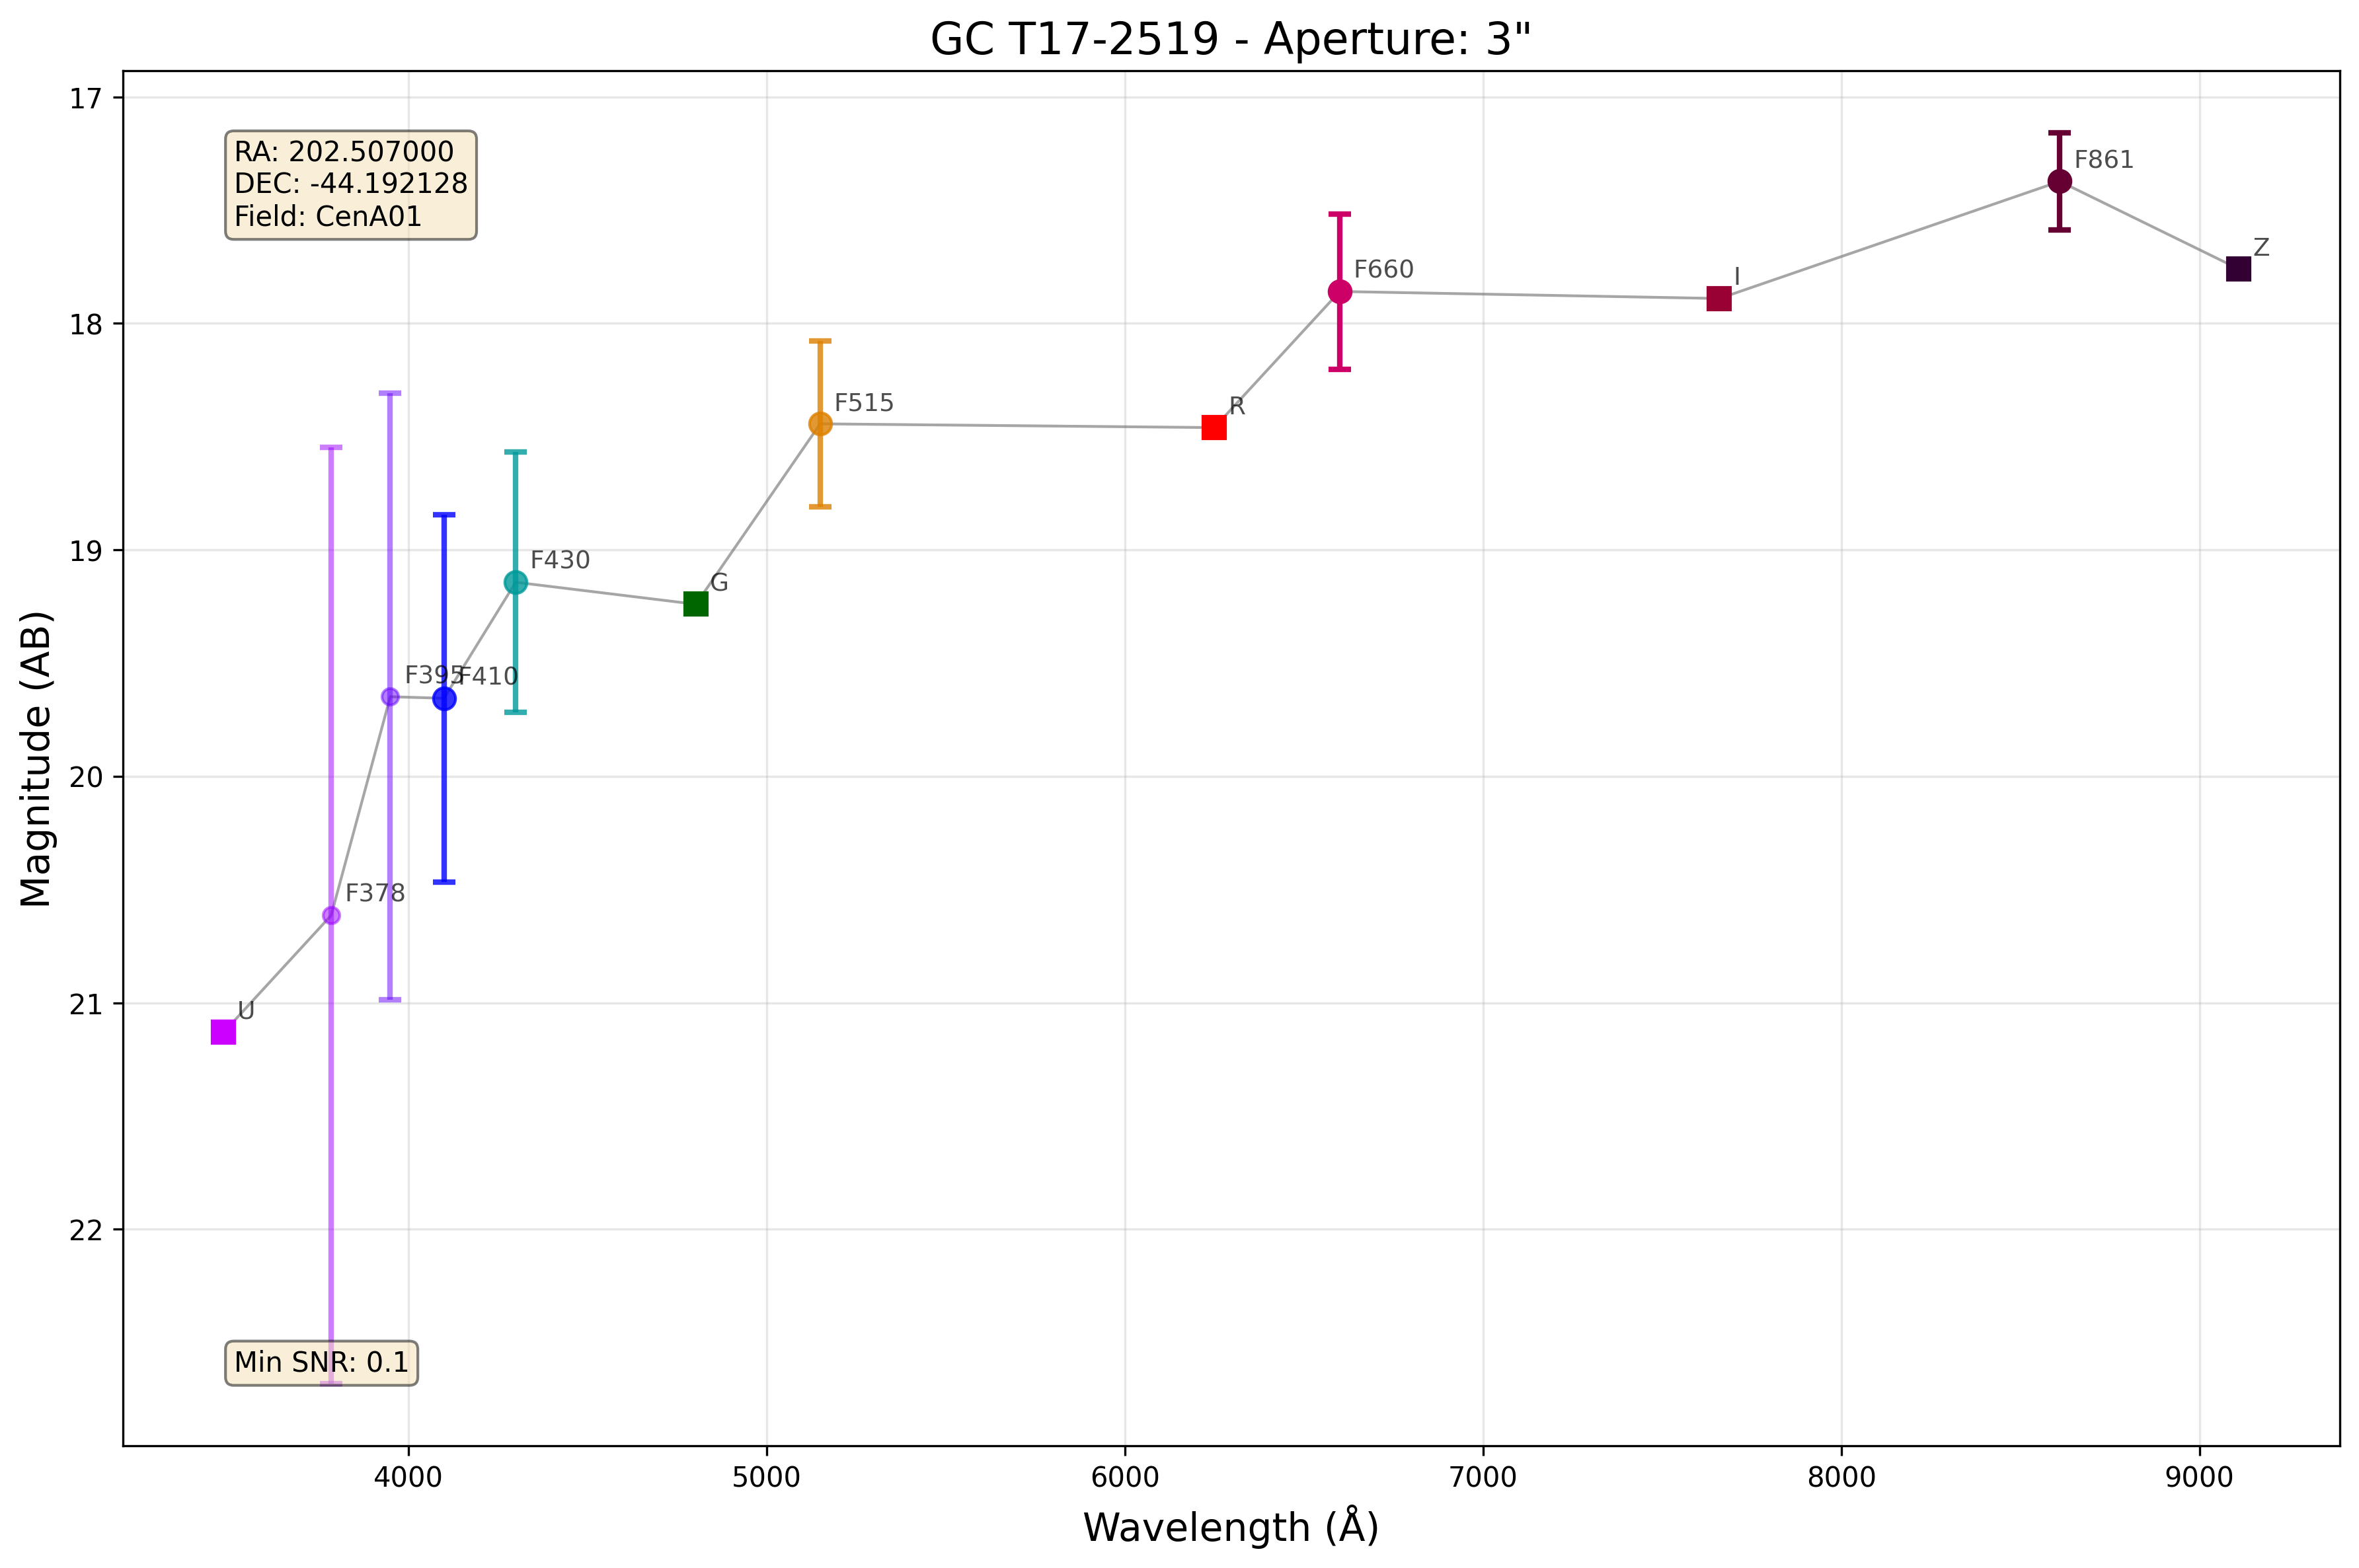 GC T17-2519 - Aperture: 3"
RA: 202.507000
DEC: -44.192128
Field: CenA01
F861
Z
F660
I
F515
R
F430
G
F395
F410
F378
U
Min SNR: 0.1
17
18
19
20
21
22
Magnitude (AB)
4000
5000
6000
7000
8000
9000
Wavelength (Å)